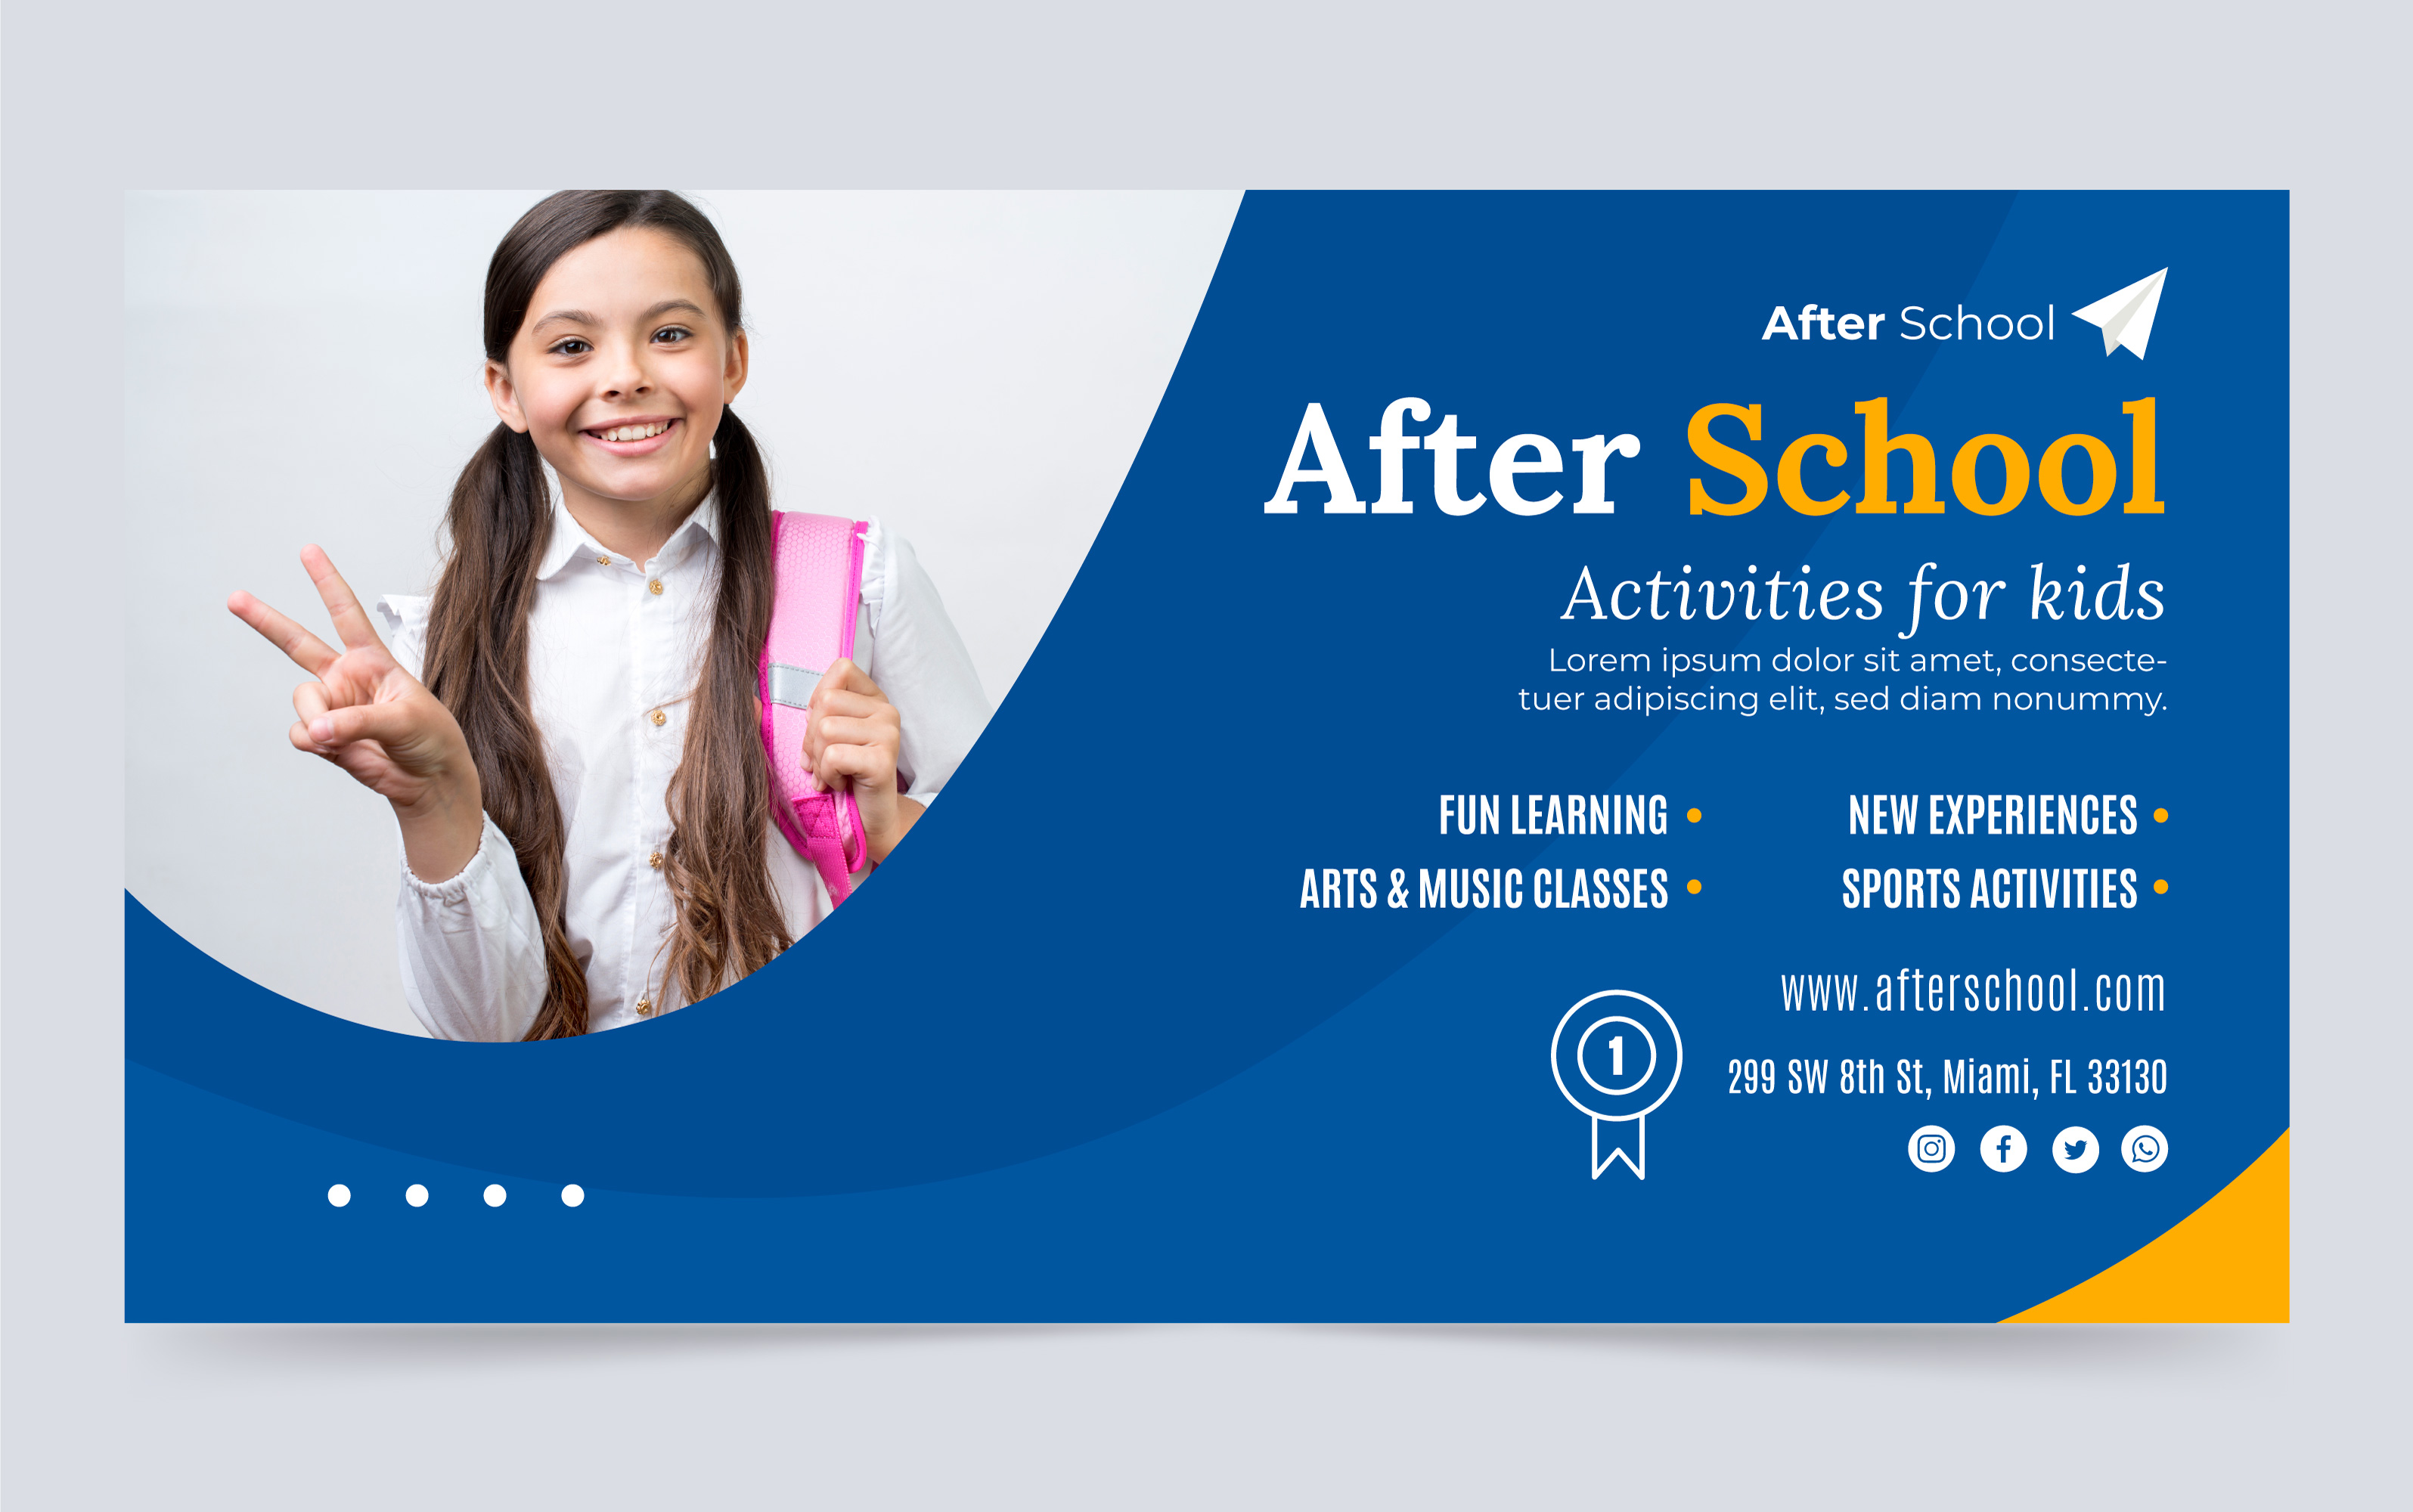 After School
After School
Activities for kids
Lorem ipsum dolor sit amet, consecte-
tuer adipiscing elit, sed diam nonummy.
FUN LEARNING •
NEW EXPERIENCES •
ARTS & MUSIC CLASSES •
SPORTS ACTIVITIES •
www.afterschool.com
1
299 SW 8th St, Miami, FL 33130